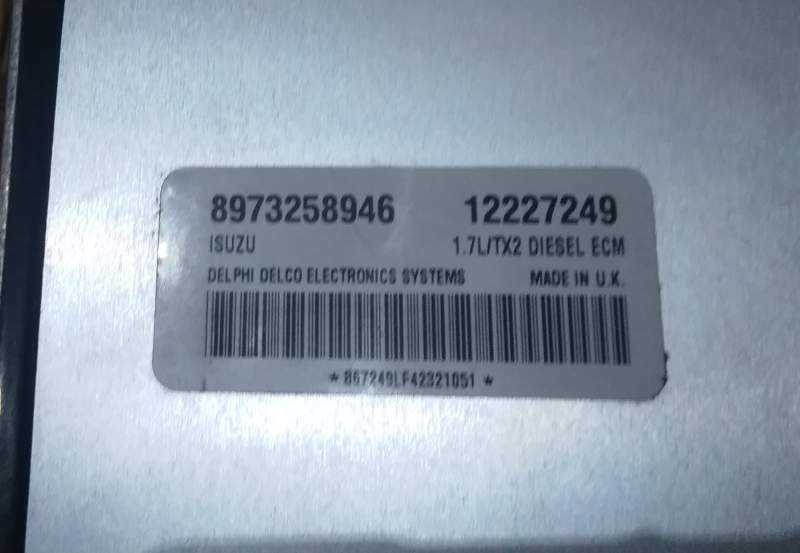 8973258946 12227249
ISUZU 1.7L/TX2 DIESEL ECM
DELPHI DELCO ELECTRONICS SYSTEMS MADE IN U.K.
*867249LF42321051*